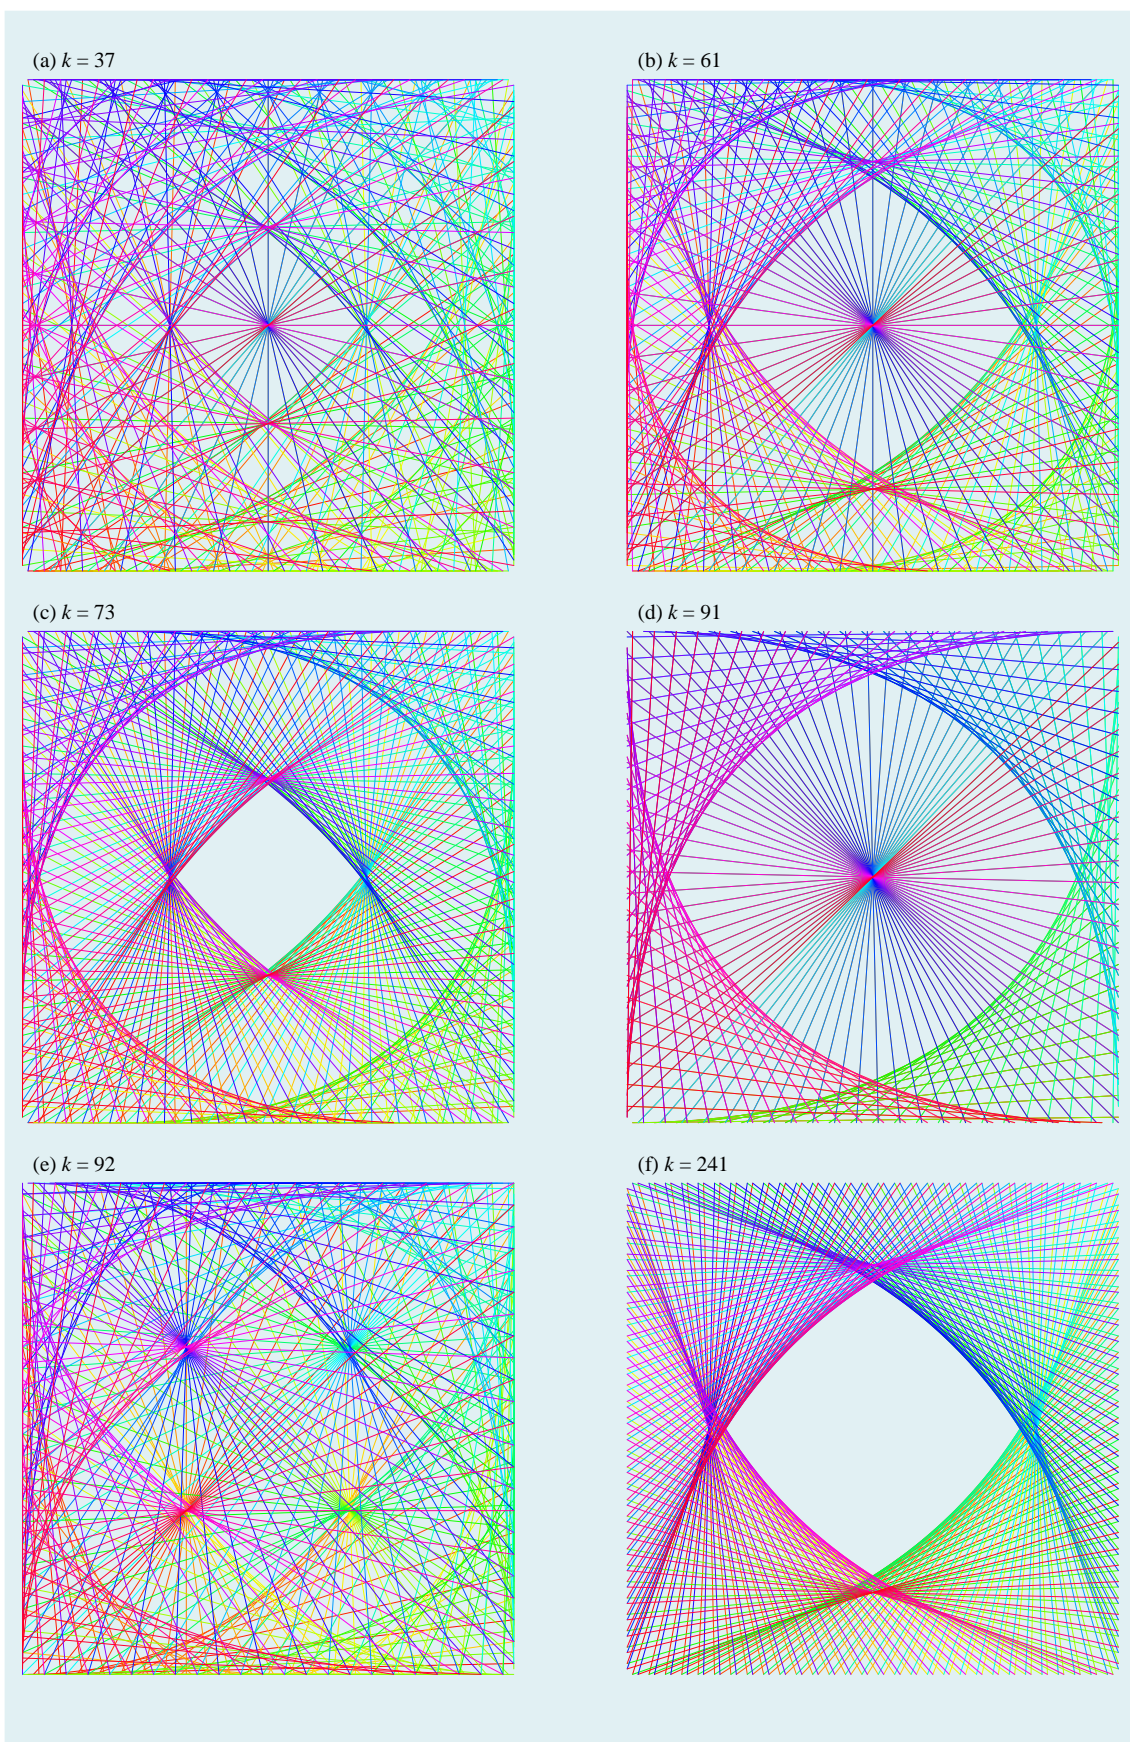 (a) k = 37
(b) k = 61
(c) k = 73
(d) k = 91
(e) k = 92
(f) k = 241